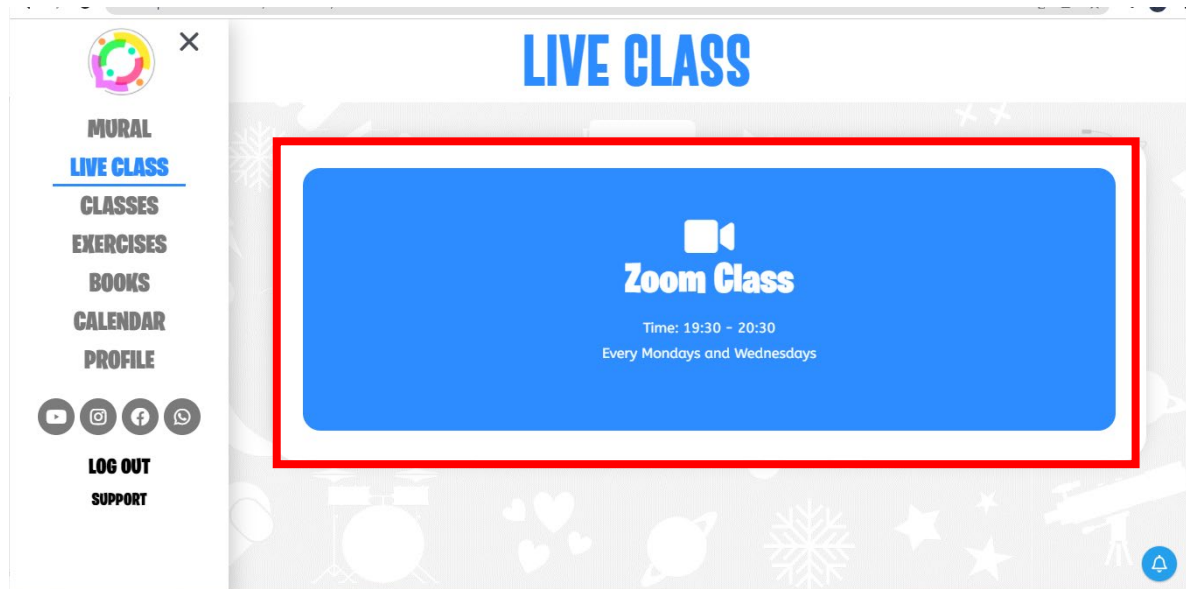 LIVE CLASS
MURAL
LIVE CLASS
CLASSES
EXERCISES
BOOKS
CALENDAR
PROFILE
LOG OUT
SUPPORT
Zoom Class
Time: 19:30 - 20:30
Every Mondays and Wednesdays